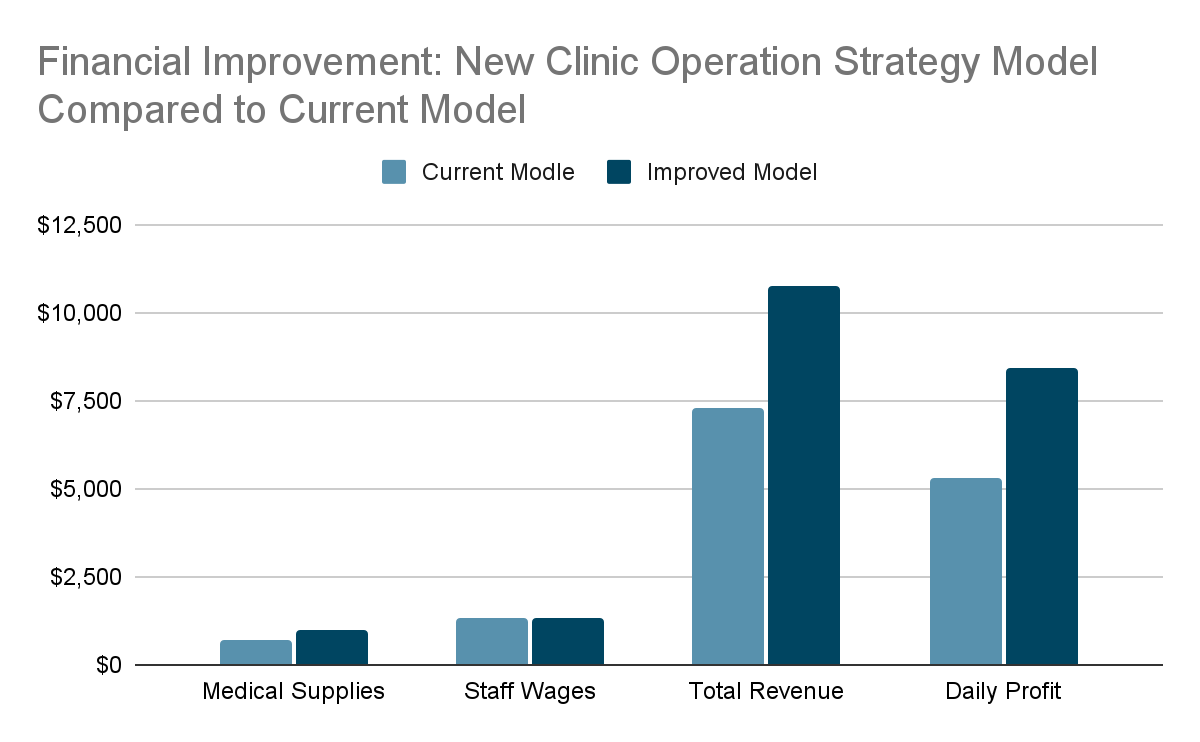 Financial Improvement: New Clinic Operation Strategy Model
Compared to Current Model
Current Modle
Improved Model
$12,500
$10,000
$7,500
$5,000
$2,500
$0
Medical Supplies
Staff Wages
Total Revenue
Daily Profit